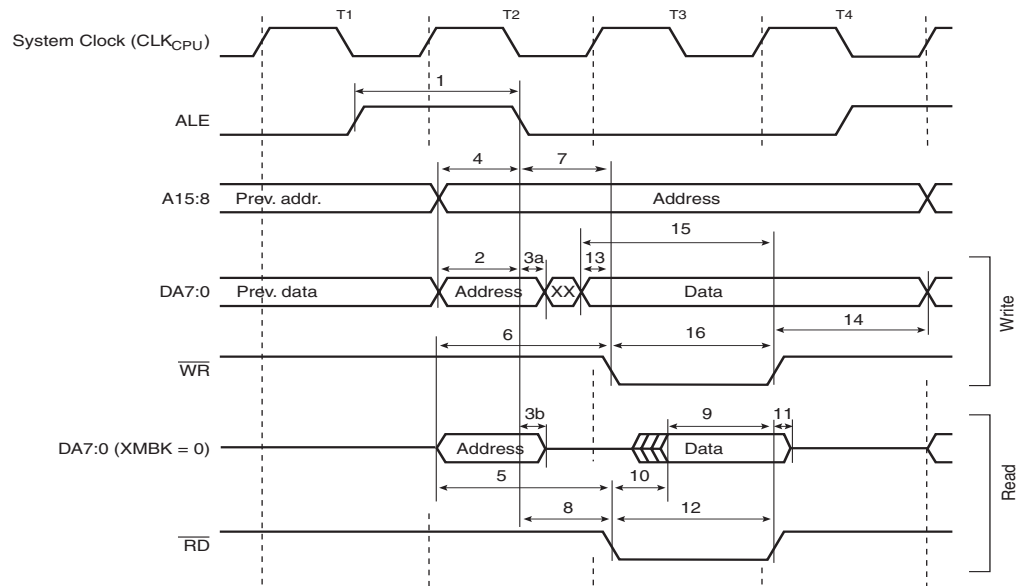 T1 T2 T3 T4
System Clock (CLKCPU)
1
ALE
4 7
A15:8 Prev. addr. Address
15
2 3a 13
DA7:0 Prev. data Address XX Data
14
6 16
WR
Write
3b 9 11
DA7:0 (XMBK = 0) Address Data
5 10
8 12
RD
Read